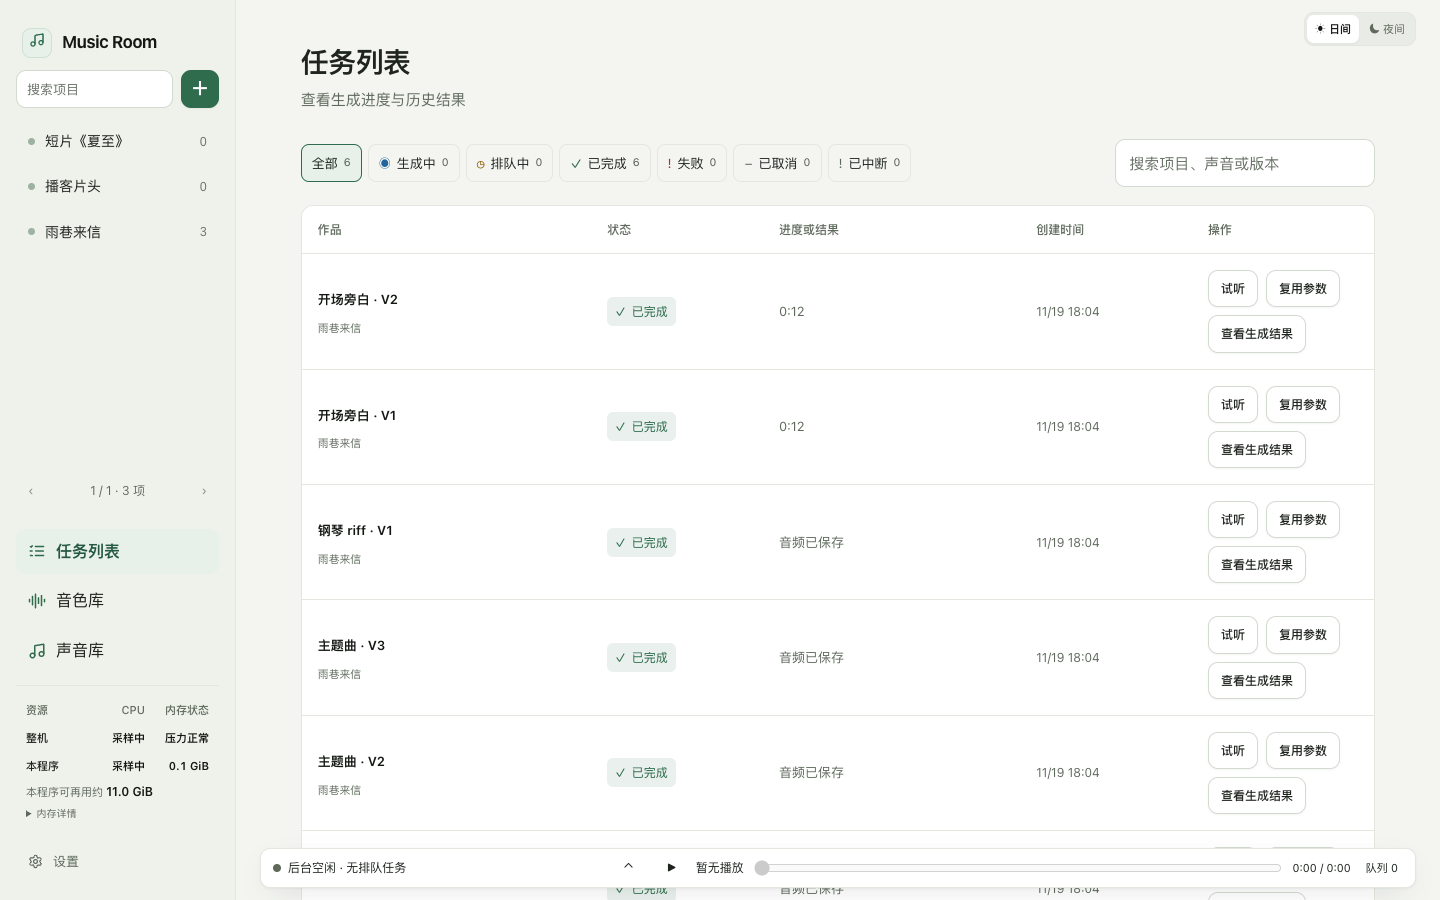 Music Room
搜索项目
短片《夏至》 0
播客片头 0
雨巷来信 3
‹ 1 / 1 · 3 项 ›
任务列表
音色库
声音库
资源 CPU 内存状态
整机 采样中 压力正常
本程序 采样中 0.1 GiB
本程序可再用约 11.0 GiB
内存详情
设置
日间 夜间
任务列表
查看生成进度与历史结果
全部 6 生成中 0 排队中 0 ✓ 已完成 6 ! 失败 0 – 已取消 0 ! 已中断 0
搜索项目、声音或版本
作品 状态 进度或结果 创建时间 操作
开场旁白 · V2
雨巷来信
✓ 已完成 0:12 11/19 18:04
试听 复用参数
查看生成结果
开场旁白 · V1
雨巷来信
✓ 已完成 0:12 11/19 18:04
试听 复用参数
查看生成结果
钢琴 riff · V1
雨巷来信
✓ 已完成 音频已保存 11/19 18:04
试听 复用参数
查看生成结果
主题曲 · V3
雨巷来信
✓ 已完成 音频已保存 11/19 18:04
试听 复用参数
查看生成结果
主题曲 · V2
雨巷来信
✓ 已完成 音频已保存 11/19 18:04
试听 复用参数
查看生成结果
✓ 已完成 音频已保存 11/19 18:04
后台空闲 · 无排队任务 暂无播放 0:00 / 0:00 队列 0